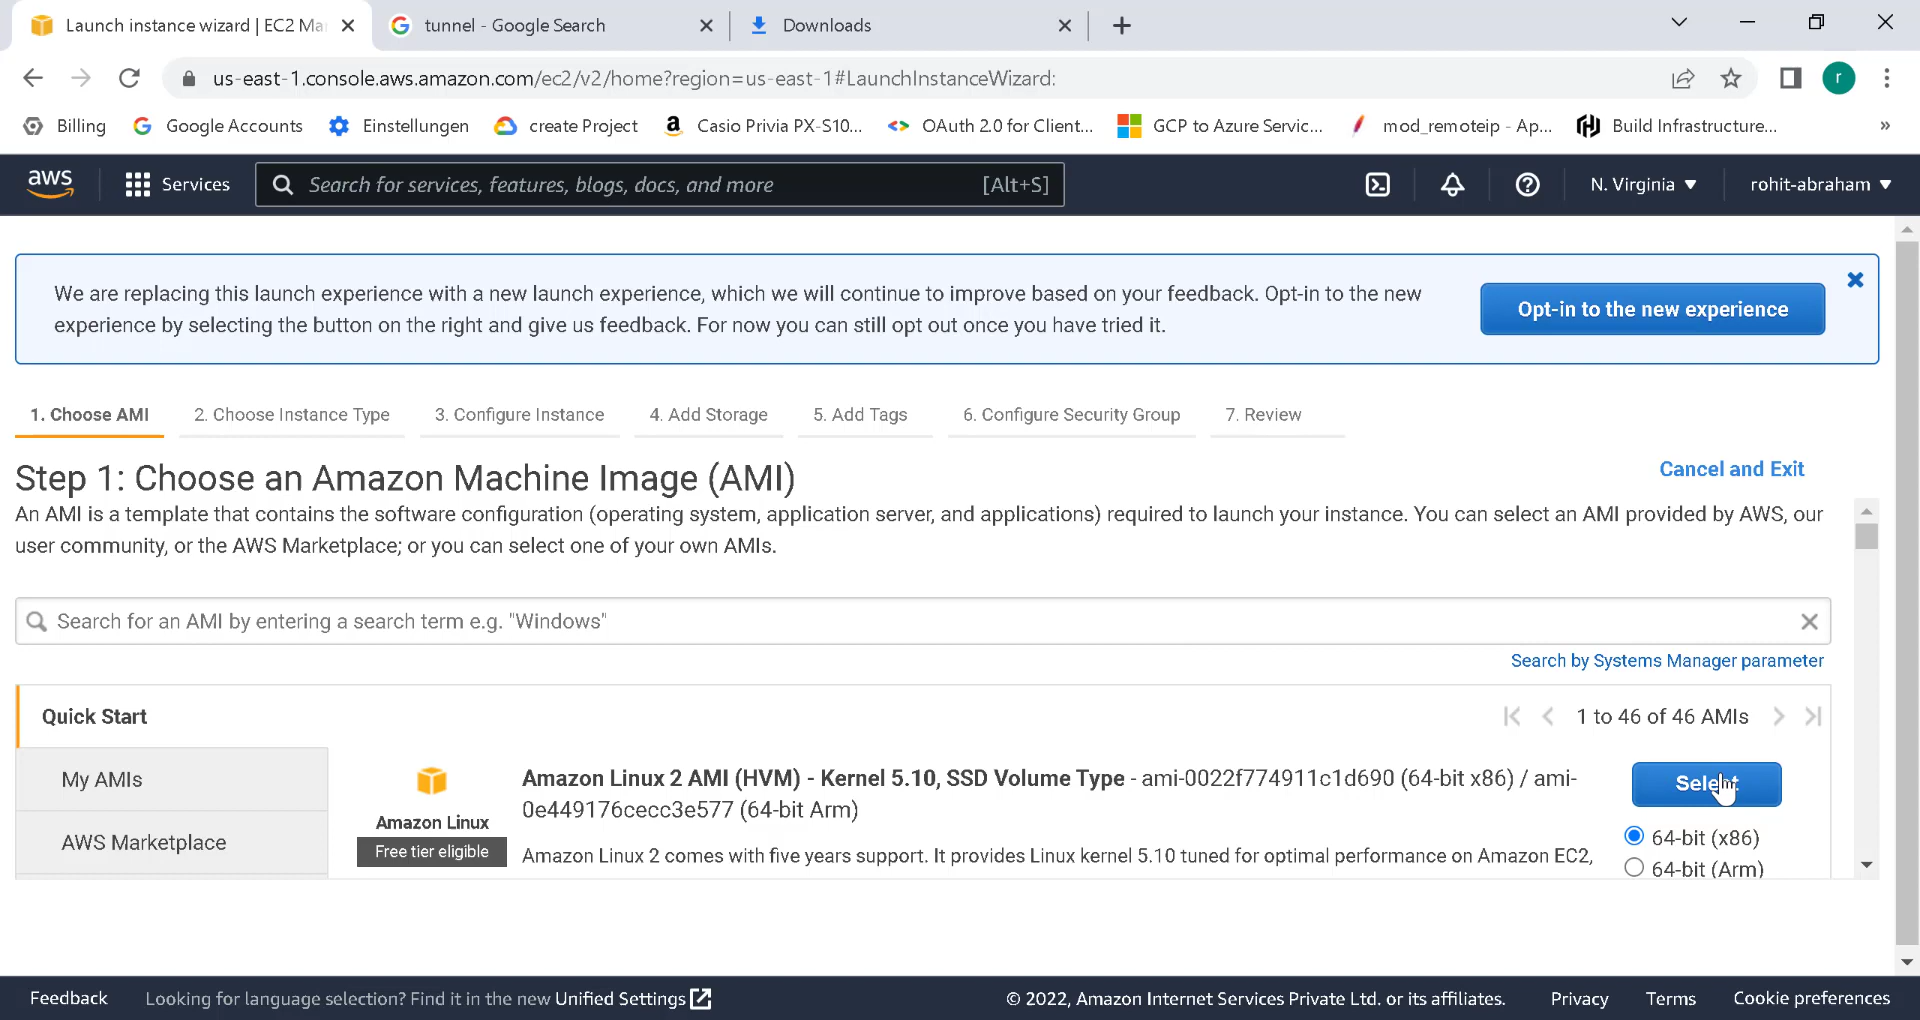 Launch instance wizard | EC2 Ma
tunnel - Google Search
Downloads
us-east-1.console.aws.amazon.com/ec2/v2/home?region=us-east-1#LaunchInstanceWizard:
r
Billing
Google Accounts
Einstellungen
create Project
Casio Privia PX-S10...
OAuth 2.0 for Client...
GCP to Azure Servic...
mod_remoteip - Ap...
Build Infrastructure...
»
aws
Services
Search for services, features, blogs, docs, and more
[Alt+S]
N. Virginia
rohit-abraham
We are replacing this launch experience with a new launch experience, which we will continue to improve based on your feedback. Opt-in to the new
experience by selecting the button on the right and give us feedback. For now you can still opt out once you have tried it.
Opt-in to the new experience
1. Choose AMI
2. Choose Instance Type
3. Configure Instance
4. Add Storage
5. Add Tags
6. Configure Security Group
7. Review
Step 1: Choose an Amazon Machine Image (AMI)
Cancel and Exit
An AMI is a template that contains the software configuration (operating system, application server, and applications) required to launch your instance. You can select an AMI provided by AWS, our
user community, or the AWS Marketplace; or you can select one of your own AMIs.
Search for an AMI by entering a search term e.g. "Windows"
Search by Systems Manager parameter
Quick Start
1 to 46 of 46 AMIs
My AMIs
AWS Marketplace
Amazon Linux
Free tier eligible
Amazon Linux 2 AMI (HVM) - Kernel 5.10, SSD Volume Type - ami-0022f774911c1d690 (64-bit x86) / ami-
0e449176cecc3e577 (64-bit Arm)
Amazon Linux 2 comes with five years support. It provides Linux kernel 5.10 tuned for optimal performance on Amazon EC2,
Select
64-bit (x86)
64-bit (Arm)
Feedback
Looking for language selection? Find it in the new Unified Settings
© 2022, Amazon Internet Services Private Ltd. or its affiliates.
Privacy
Terms
Cookie preferences